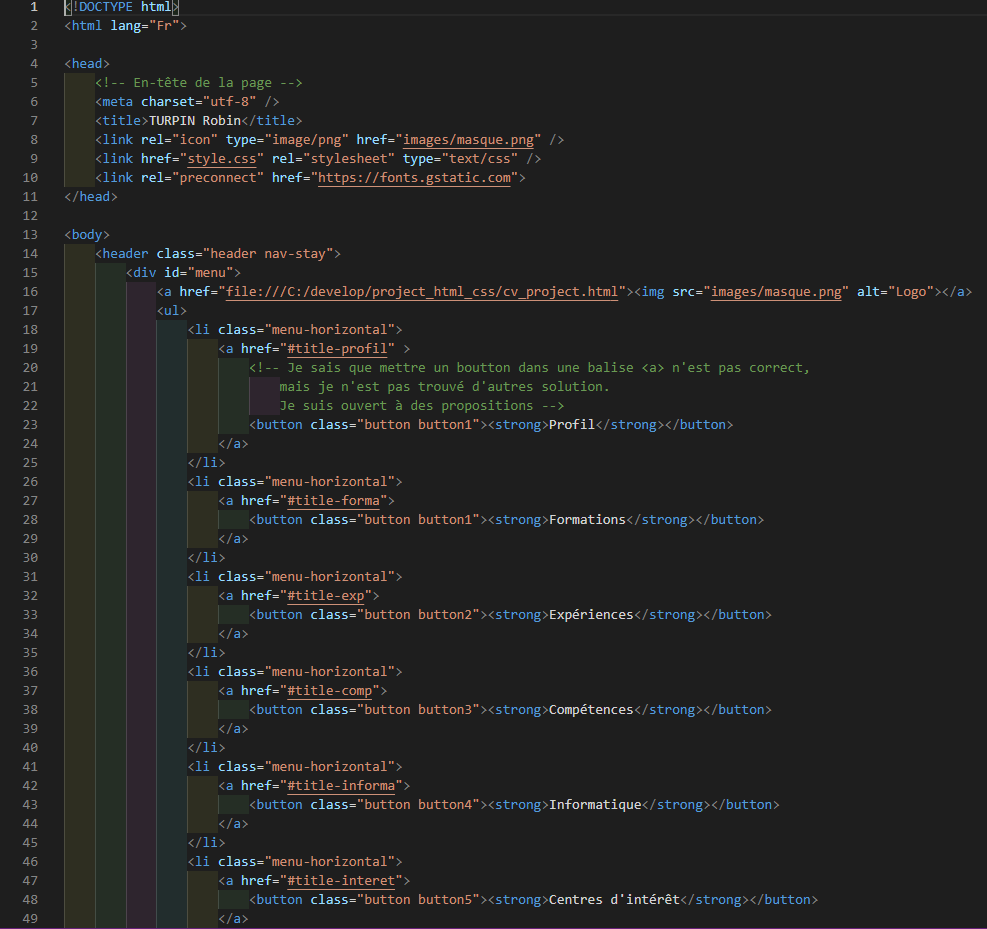 1 <!DOCTYPE html>
2 <html lang="Fr">
3
4 <head>
5 <!-- En-tête de la page -->
6 <meta charset="utf-8" />
7 <title>TURPIN Robin</title>
8 <link rel="icon" type="image/png" href="images/masque.png" />
9 <link href="style.css" rel="stylesheet" type="text/css" />
10 <link rel="preconnect" href="https://fonts.gstatic.com">
11 </head>
12
13 <body>
14 <header class="header nav-stay">
15 <div id="menu">
16 <a href="file:///C:/develop/project_html_css/cv_project.html"><img src="images/masque.png" alt="Logo"></a>
17 <ul>
18 <li class="menu-horizontal">
19 <a href="#title-profil" >
20 <!-- Je sais que mettre un boutton dans une balise <a> n'est pas correct,
21 mais je n'est pas trouvé d'autres solution.
22 Je suis ouvert à des propositions -->
23 <button class="button button1"><strong>Profil</strong></button>
24 </a>
25 </li>
26 <li class="menu-horizontal">
27 <a href="#title-forma">
28 <button class="button button1"><strong>Formations</strong></button>
29 </a>
30 </li>
31 <li class="menu-horizontal">
32 <a href="#title-exp">
33 <button class="button button2"><strong>Expériences</strong></button>
34 </a>
35 </li>
36 <li class="menu-horizontal">
37 <a href="#title-comp">
38 <button class="button button3"><strong>Compétences</strong></button>
39 </a>
40 </li>
41 <li class="menu-horizontal">
42 <a href="#title-informa">
43 <button class="button button4"><strong>Informatique</strong></button>
44 </a>
45 </li>
46 <li class="menu-horizontal">
47 <a href="#title-interet">
48 <button class="button button5"><strong>Centres d'intérêt</strong></button>
49 </a>